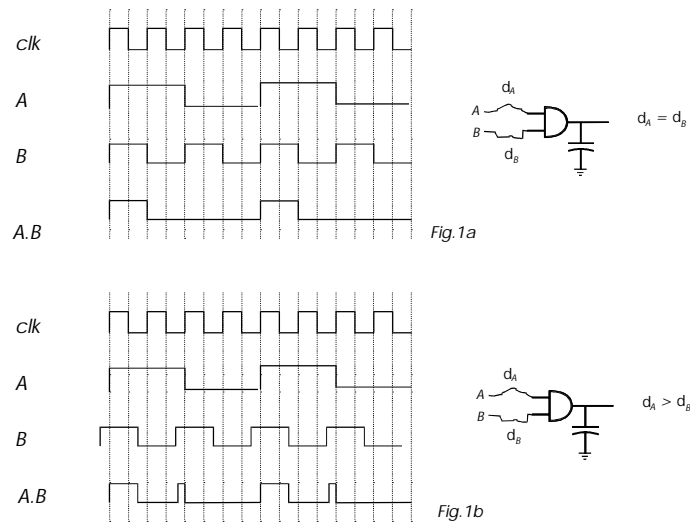 clk
A
B
A.B
d_A
A
B
d_B
d_A = d_B
Fig.1a
clk
A
B
A.B
d_A
A
B
d_B
d_A > d_B
Fig.1b